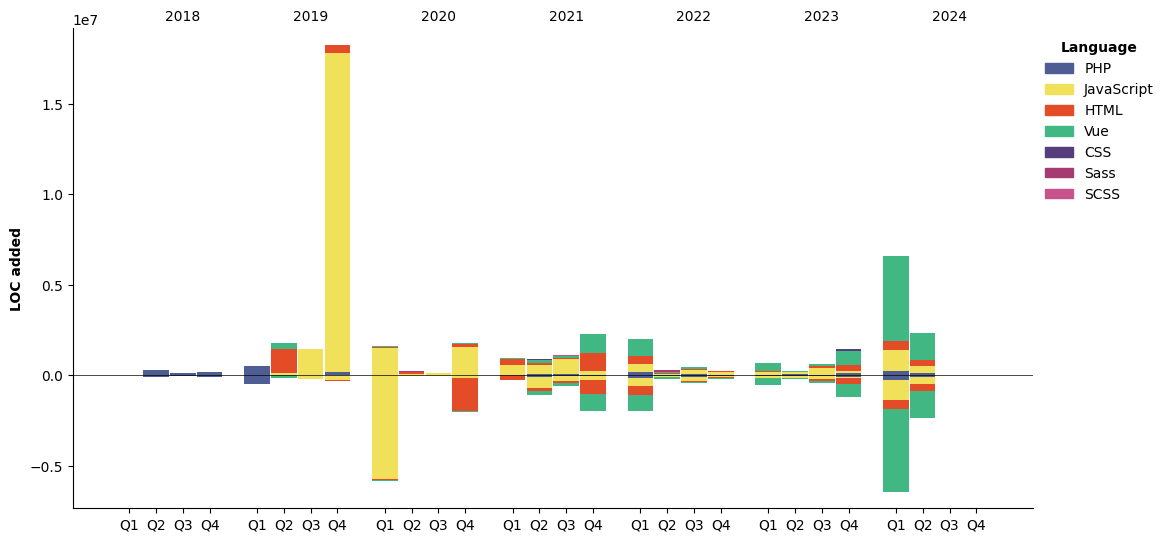 1e7
2018 2019 2020 2021 2022 2023 2024
Language
PHP
JavaScript
HTML
Vue
CSS
Sass
SCSS
LOC added
1.5
1.0
0.5
0.0
−0.5
Q1 Q2 Q3 Q4 Q1 Q2 Q3 Q4 Q1 Q2 Q3 Q4 Q1 Q2 Q3 Q4 Q1 Q2 Q3 Q4 Q1 Q2 Q3 Q4 Q1 Q2 Q3 Q4